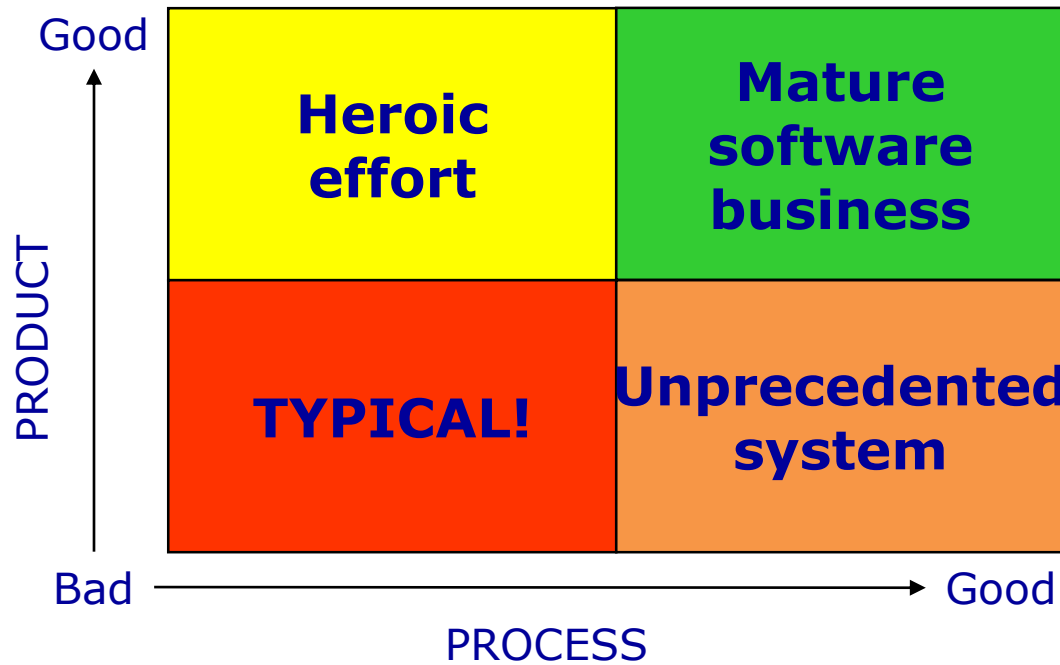 Good
Heroic
effort
Mature
software
business
PRODUCT
TYPICAL!
Unprecedented
system
Bad
Good
PROCESS